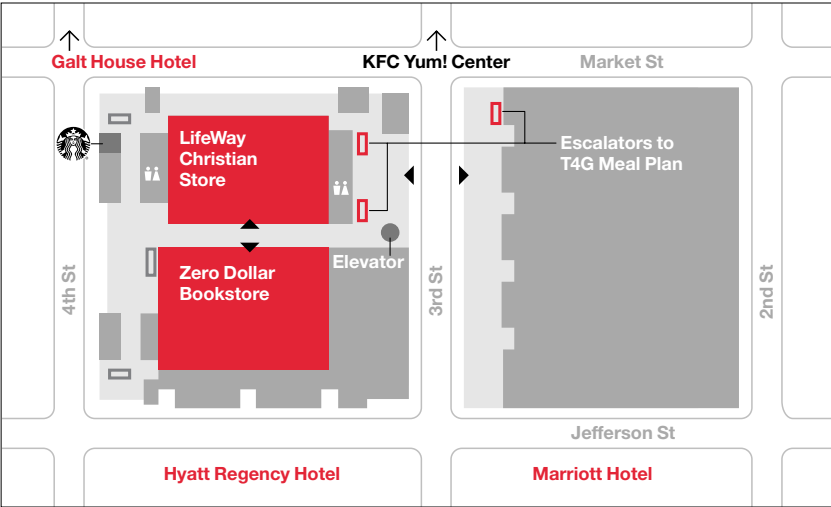 Galt House Hotel
KFC Yum! Center
Market St
LifeWay
Christian
Store
Escalators to
T4G Meal Plan
Elevator
Zero Dollar
Bookstore
4th St
3rd St
2nd St
Jefferson St
Hyatt Regency Hotel
Marriott Hotel